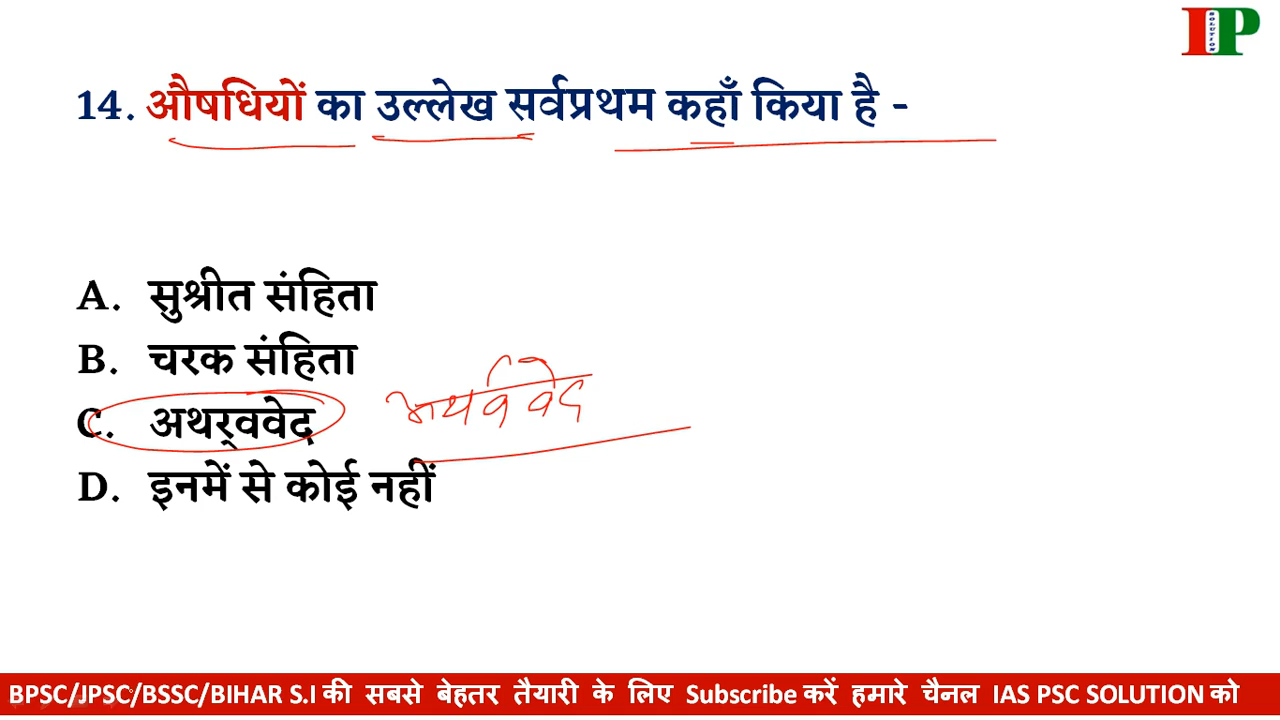 IP
SOLUTION
14. औषधियों का उल्लेख सर्वप्रथम कहाँ किया है -
A. सुश्रीत संहिता
B. चरक संहिता
C. अथर्ववेद
अथर्ववेद
D. इनमें से कोई नहीं
BPSC/JPSC/BSSC/BIHAR S.I की सबसे बेहतर तैयारी के लिए Subscribe करें हमारे चैनल IAS PSC SOLUTION को